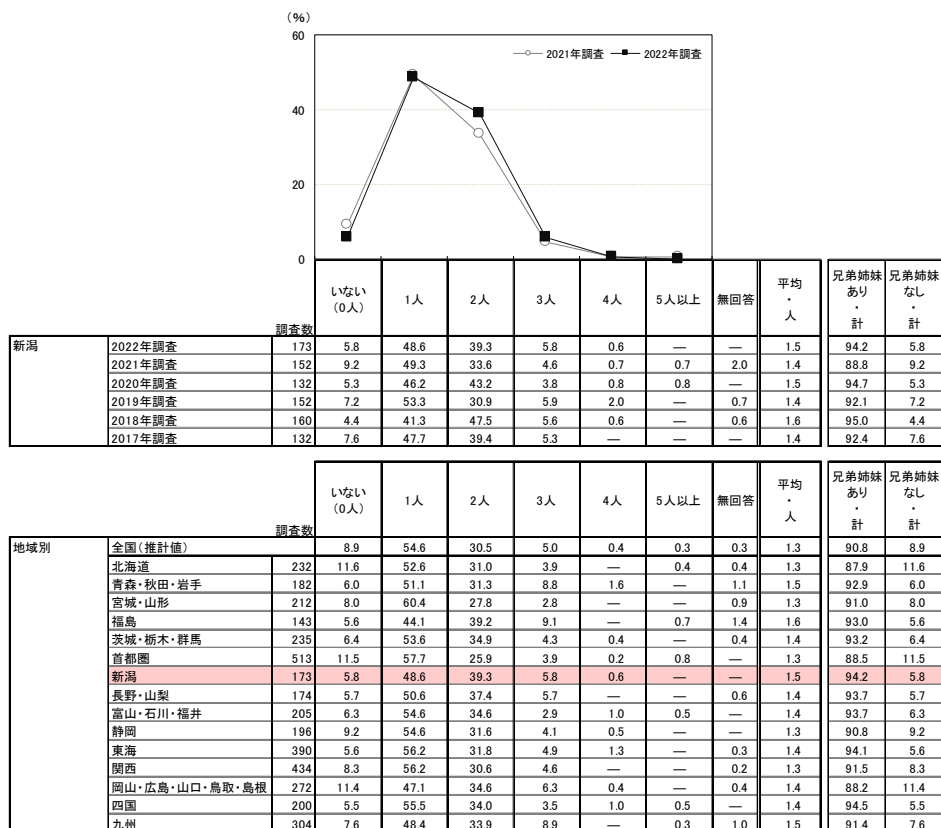 (%)
60
40
20
0
2021年調査 2022年調査
調査数 いない(0人) 1人 2人 3人 4人 5人以上 無回答 平均・人 兄弟姉妹あり・計 兄弟姉妹なし・計
新潟 2022年調査 173 5.8 48.6 39.3 5.8 0.6 — — 1.5 94.2 5.8
2021年調査 152 9.2 49.3 33.6 4.6 0.7 0.7 2.0 1.4 88.8 9.2
2020年調査 132 5.3 46.2 43.2 3.8 0.8 0.8 — 1.5 94.7 5.3
2019年調査 152 7.2 53.3 30.9 5.9 2.0 — 0.7 1.4 92.1 7.2
2018年調査 160 4.4 41.3 47.5 5.6 0.6 — 0.6 1.6 95.0 4.4
2017年調査 132 7.6 47.7 39.4 5.3 — — — 1.4 92.4 7.6
調査数 いない(0人) 1人 2人 3人 4人 5人以上 無回答 平均・人 兄弟姉妹あり・計 兄弟姉妹なし・計
地域別 全国(推計値) 8.9 54.6 30.5 5.0 0.4 0.3 0.3 1.3 90.8 8.9
北海道 232 11.6 52.6 31.0 3.9 — 0.4 0.4 1.3 87.9 11.6
青森・秋田・岩手 182 6.0 51.1 31.3 8.8 1.6 — 1.1 1.5 92.9 6.0
宮城・山形 212 8.0 60.4 27.8 2.8 — — 0.9 1.3 91.0 8.0
福島 143 5.6 44.1 39.2 9.1 — 0.7 1.4 1.6 93.0 5.6
茨城・栃木・群馬 235 6.4 53.6 34.9 4.3 0.4 — 0.4 1.4 93.2 6.4
首都圏 513 11.5 57.7 25.9 3.9 0.2 0.8 — 1.3 88.5 11.5
新潟 173 5.8 48.6 39.3 5.8 0.6 — — 1.5 94.2 5.8
長野・山梨 174 5.7 50.6 37.4 5.7 — — 0.6 1.4 93.7 5.7
富山・石川・福井 205 6.3 54.6 34.6 2.9 1.0 0.5 — 1.4 93.7 6.3
静岡 196 9.2 54.6 31.6 4.1 0.5 — — 1.3 90.8 9.2
東海 390 5.6 56.2 31.8 4.9 1.3 — 0.3 1.4 94.1 5.6
関西 434 8.3 56.2 30.6 4.6 — — 0.2 1.3 91.5 8.3
岡山・広島・山口・鳥取・島根 272 11.4 47.1 34.6 6.3 0.4 — 0.4 1.4 88.2 11.4
四国 200 5.5 55.5 34.0 3.5 1.0 0.5 — 1.4 94.5 5.5
九州 304 7.6 48.4 33.9 8.9 — 0.3 1.0 1.5 91.4 7.6